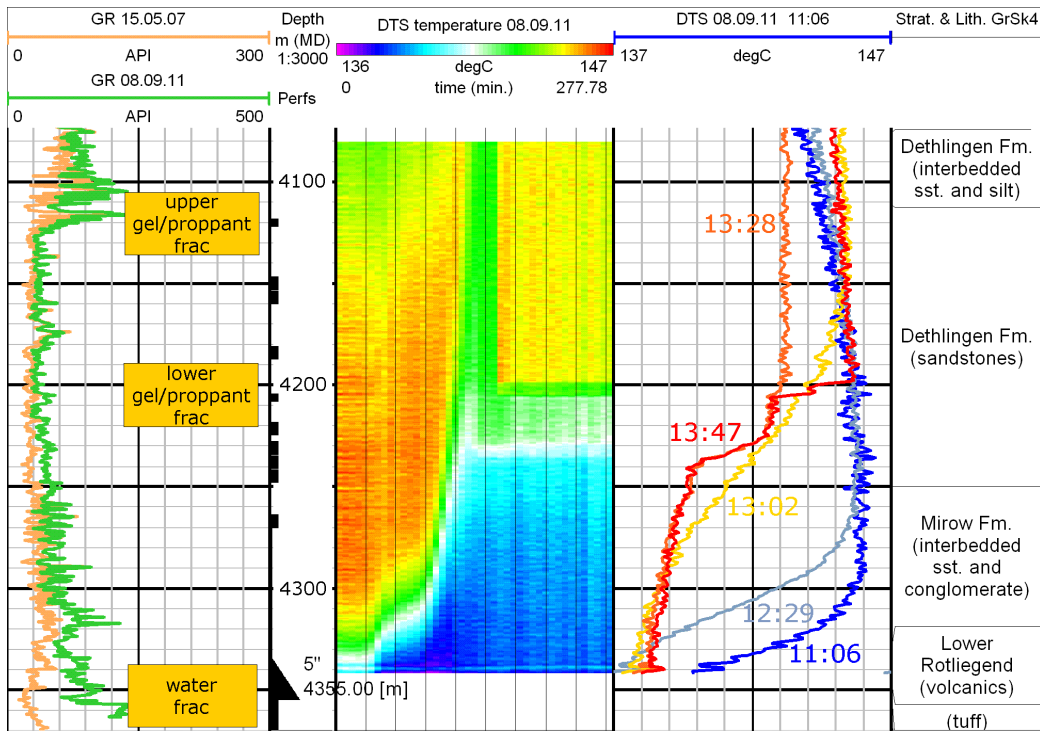 GR 15.05.07
0 API 300
GR 08.09.11
0 API 500
Depth
m (MD)
1:3000
Perfs
DTS temperature 08.09.11
136 degC 147
0 time (min.) 277.78
DTS 08.09.11 11:06
137 degC 147
Strat. & Lith. GrSk4
4100
4150
4200
4250
4300
5"
4355.00 [m]
upper
gel/proppant
frac
lower
gel/proppant
frac
water
frac
13:28
13:47
13:02
12:29
11:06
Dethlingen Fm.
(interbedded
sst. and silt)
Dethlingen Fm.
(sandstones)
Mirow Fm.
(interbedded
sst. and
conglomerate)
Lower
Rotliegend
(volcanics)
(tuff)